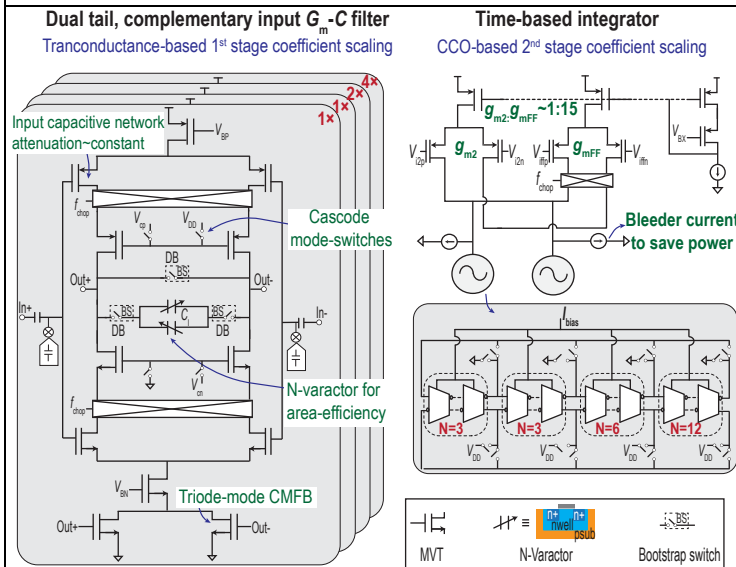 Dual tail, complementary input Gm-C filter
Tranconductance-based 1st stage coefficient scaling
4×
2×
1×
1×
Input capacitive network
attenuation~constant
VBP
fchop
Vcp
VDD
Cascode
mode-switches
DB
BS
Out+
Out-
In+
In-
BS
BS
DB
DB
Ci
Vcn
N-varactor for
area-efficiency
fchop
VBN
Triode-mode CMFB
Out+
Out-
Time-based integrator
CCO-based 2nd stage coefficient scaling
gm2:gmFF~1:15
VBX
Vi2p
gm2
Vi2n
Viffp
gmFF
Viffn
fchop
Bleeder current
to save power
Ibias
N=3
N=3
N=6
N=12
VDD
VDD
VDD
VDD
MVT
≡
n+
n+
nwell
psub
N-Varactor
BS
Bootstrap switch